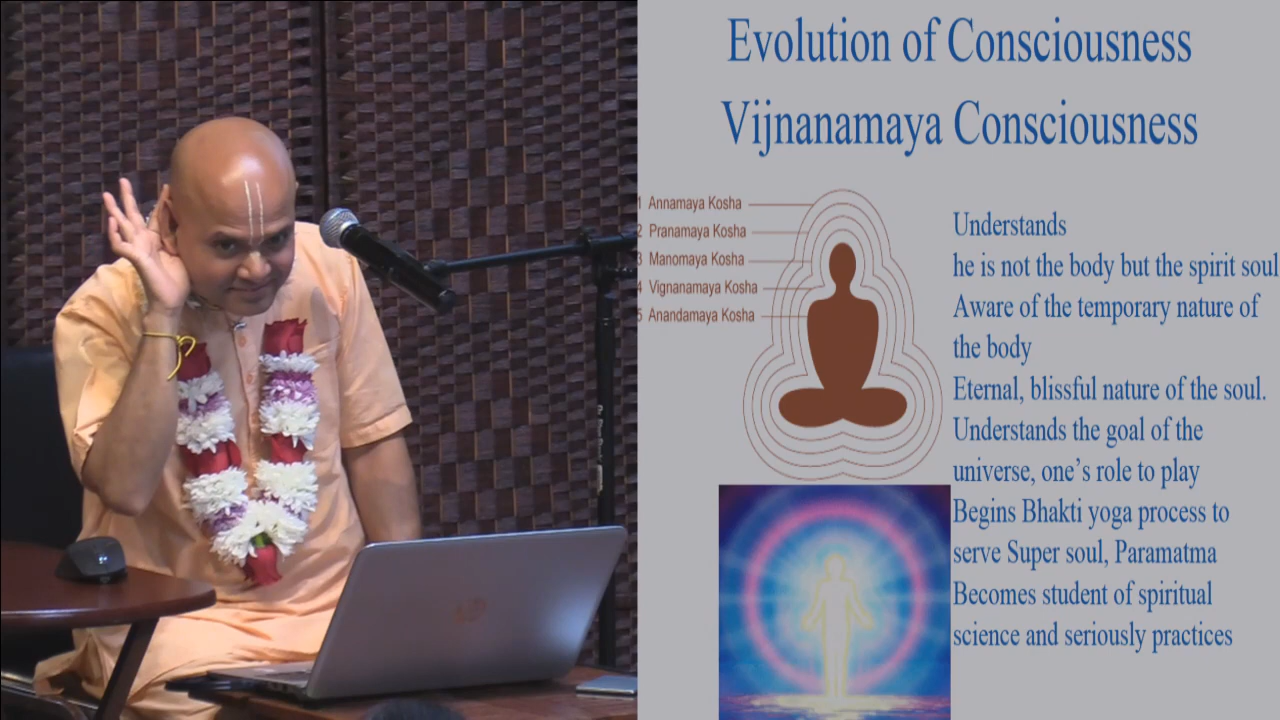 Evolution of Consciousness
Vijnanamaya Consciousness
1 Annamaya Kosha
2 Pranamaya Kosha
3 Manomaya Kosha
4 Vignanamaya Kosha
5 Anandamaya Kosha
Understands
he is not the body but the spirit soul
Aware of the temporary nature of
the body
Eternal, blissful nature of the soul.
Understands the goal of the
universe, one’s role to play
Begins Bhakti yoga process to
serve Super soul, Paramatma
Becomes student of spiritual
science and seriously practices